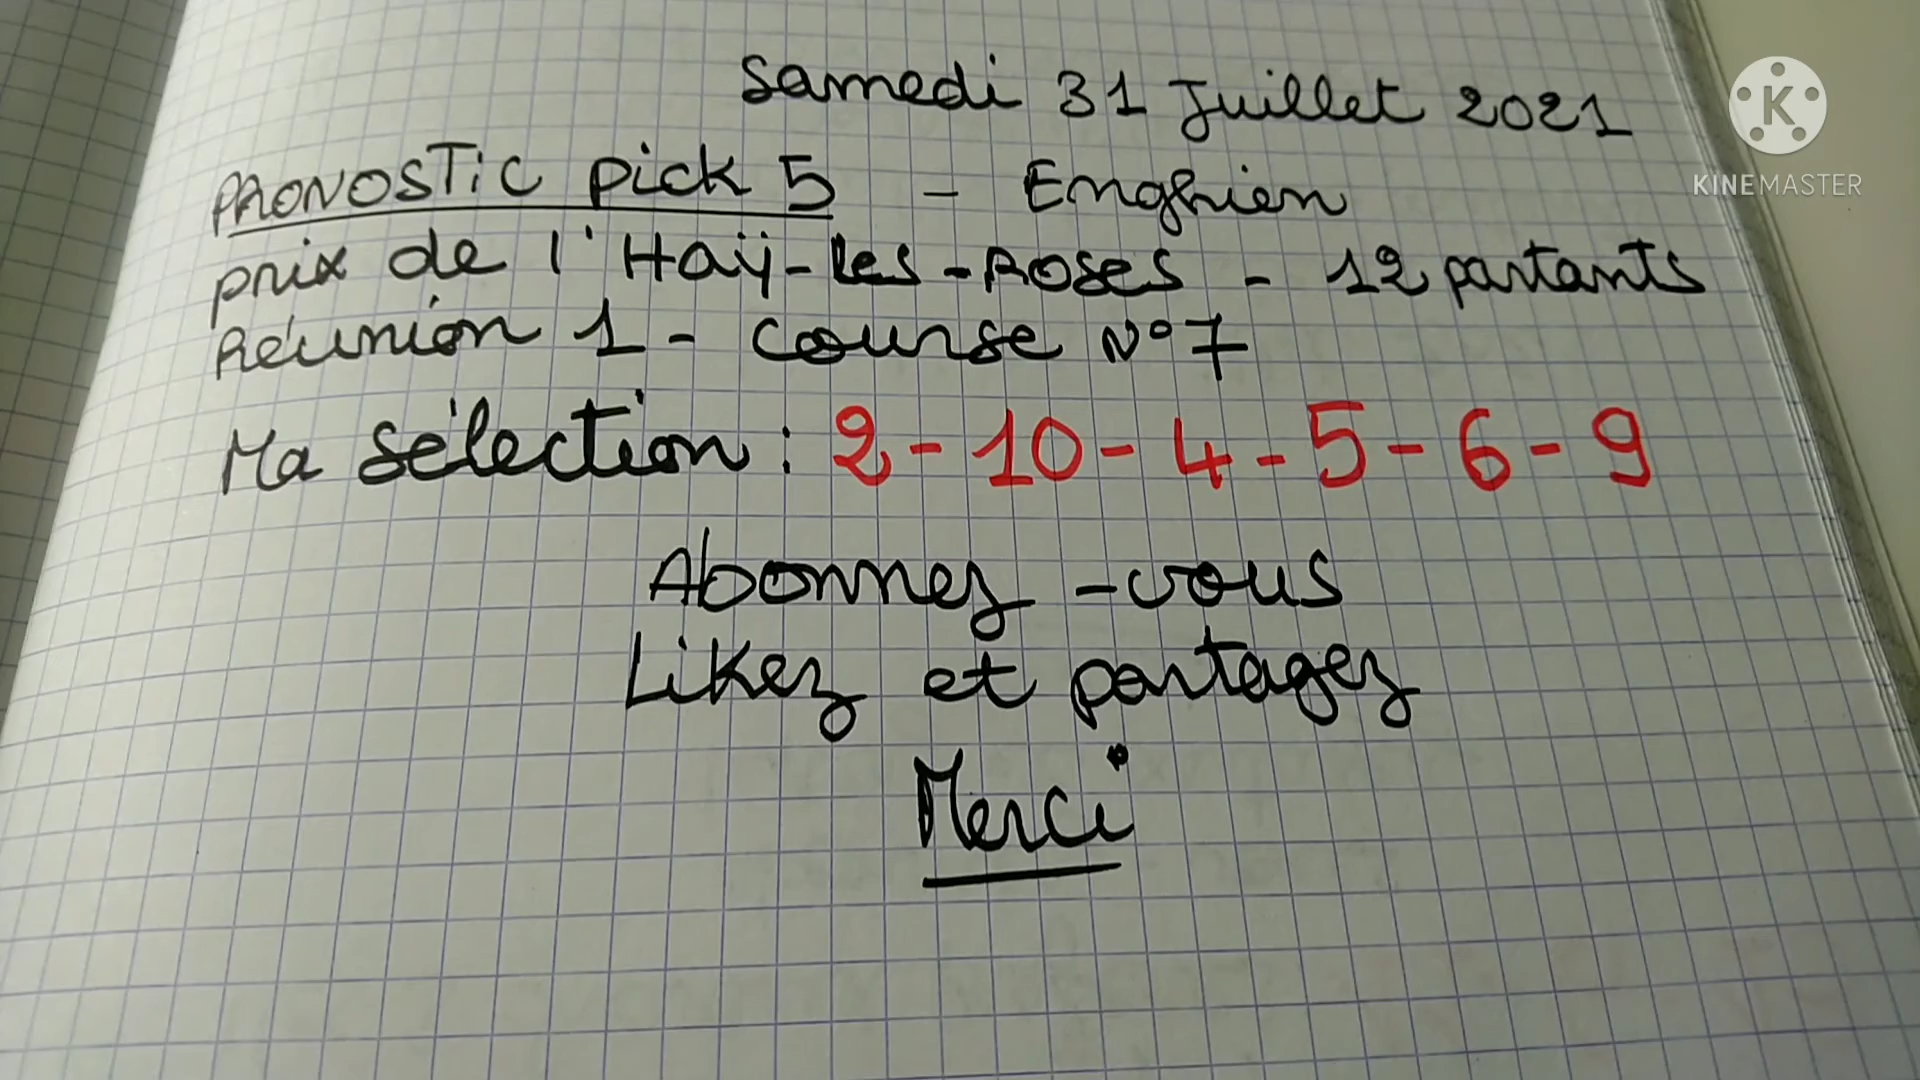 Samedi 31 Juillet 2021
PRONOSTiC pick 5 - Enghien
prix de l'Haÿ-Les-Roses - 12 partants
Réunion 1 - course N°7
Ma sélection : 2 - 10 - 4 - 5 - 6 - 9
Abonnez-vous
Likez et partagez
Merci
K
KINEMASTER